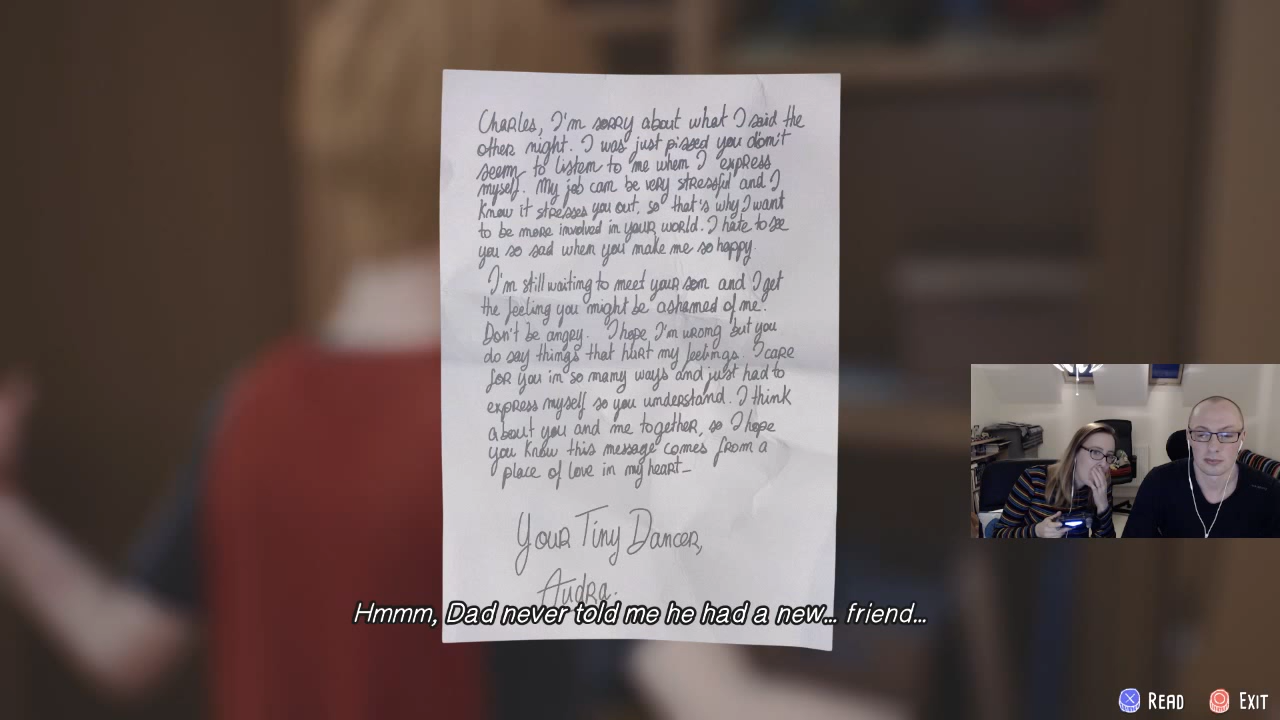 Charles, I'm sorry about what I said the
other night. I was just pissed you don't
seem to listen to me when I express
myself. My job can be very stressful and I
know it stresses you out, so that's why I want
to be more involved in your world. I hate to see
you so sad when you make me so happy.
I'm still waiting to meet your son and I get
the feeling you might be ashamed of me.
Don't be angry. I hope I'm wrong but you
do say things that hurt my feelings. I care
for you in so many ways and just had to
express myself so you understand. I think
about you and me together, so I hope
you know this message comes from a
place of love in my heart_
Your Tiny Dancer,
Audra.
Hmmm, Dad never told me he had a new... friend...
READ EXIT